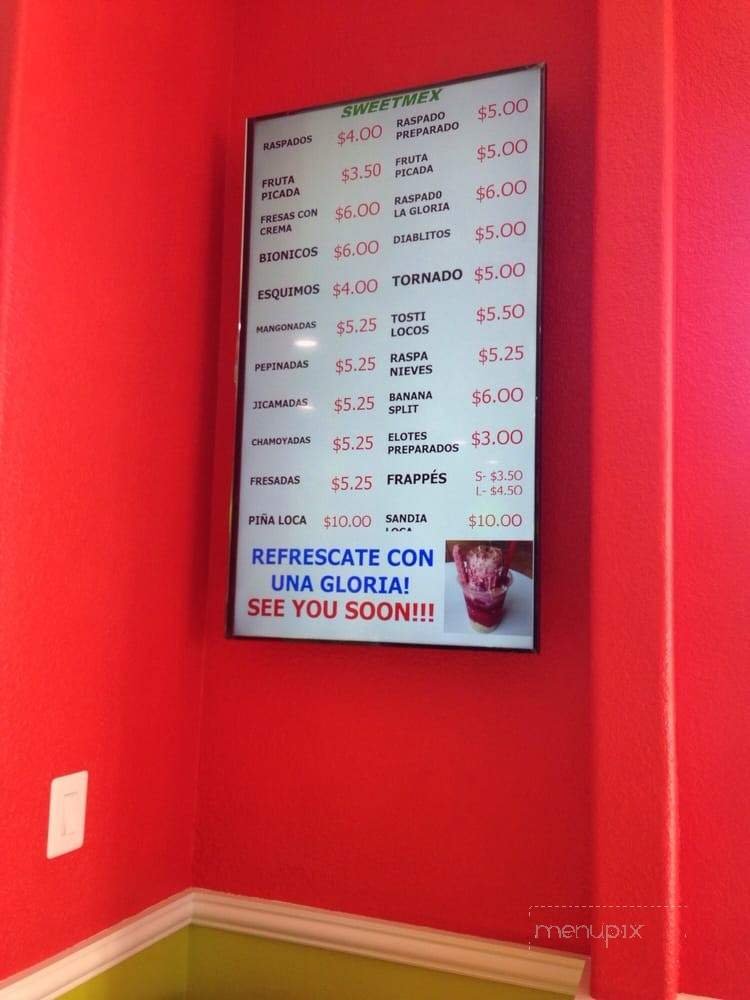 SWEETMEX
RASPADOS $4.00
FRUTA
PICADA $3.50
FRESAS CON
CREMA $6.00
BIONICOS $6.00
ESQUIMOS $4.00
MANGONADAS $5.25
PEPINADAS $5.25
JICAMADAS $5.25
CHAMOYADAS $5.25
FRESADAS $5.25
PIÑA LOCA $10.00
RASPADO
PREPARADO $5.00
FRUTA
PICADA $5.00
RASPAD0
LA GLORIA $6.00
DIABLITOS $5.00
TORNADO $5.00
TOSTI
LOCOS $5.50
RASPA
NIEVES $5.25
BANANA
SPLIT $6.00
ELOTES
PREPARADOS $3.00
FRAPPÉS S- $3.50
L- $4.50
SANDIA
LOCA $10.00
REFRESCATE CON
UNA GLORIA!
SEE YOU SOON!!!
menupix